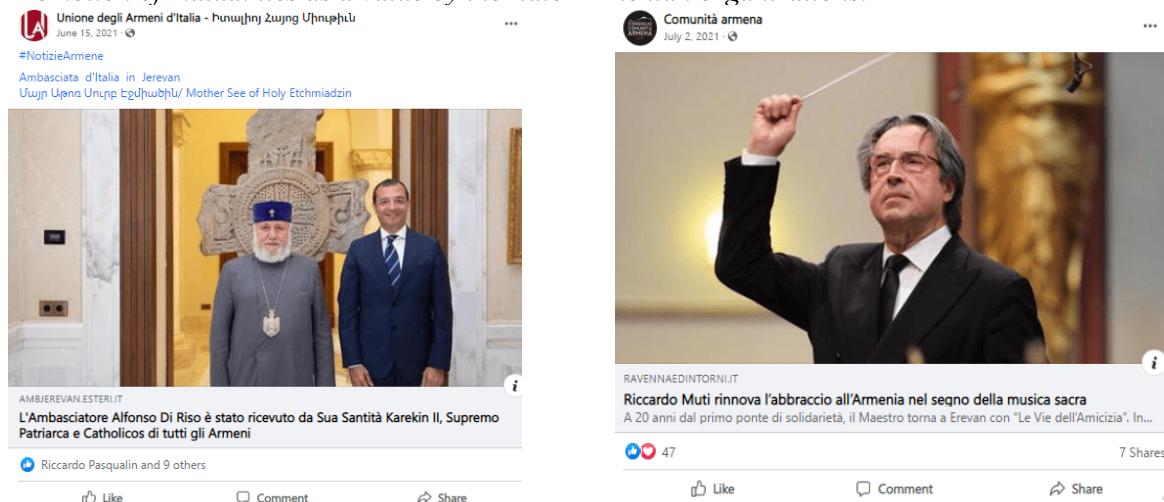 Unione degli Armeni d'Italia - Իտալիոյ Հայոց Միութիւն
June 15, 2021 ·
#NotizieArmene
Ambasciata d'Italia in Jerevan
Մայր Աթոռ Սուրբ Էջմիածին/ Mother See of Holy Etchmiadzin
AMBJEREVAN.ESTERI.IT
L'Ambasciatore Alfonso Di Riso è stato ricevuto da Sua Santità Karekin II, Supremo
Patriarca e Catholicos di tutti gli Armeni
Riccardo Pasqualin and 9 others
Like Comment Share
Comunità armena
July 2, 2021 ·
CONSIGLIO
COMUNITÀ
ARMENA
RAVENNAEDINTORNI.IT
Riccardo Muti rinnova l'abbraccio all'Armenia nel segno della musica sacra
A 20 anni dal primo ponte di solidarietà, il Maestro torna a Erevan con "Le Vie dell'Amicizia". In...
47 7 Shares
Like Comment Share